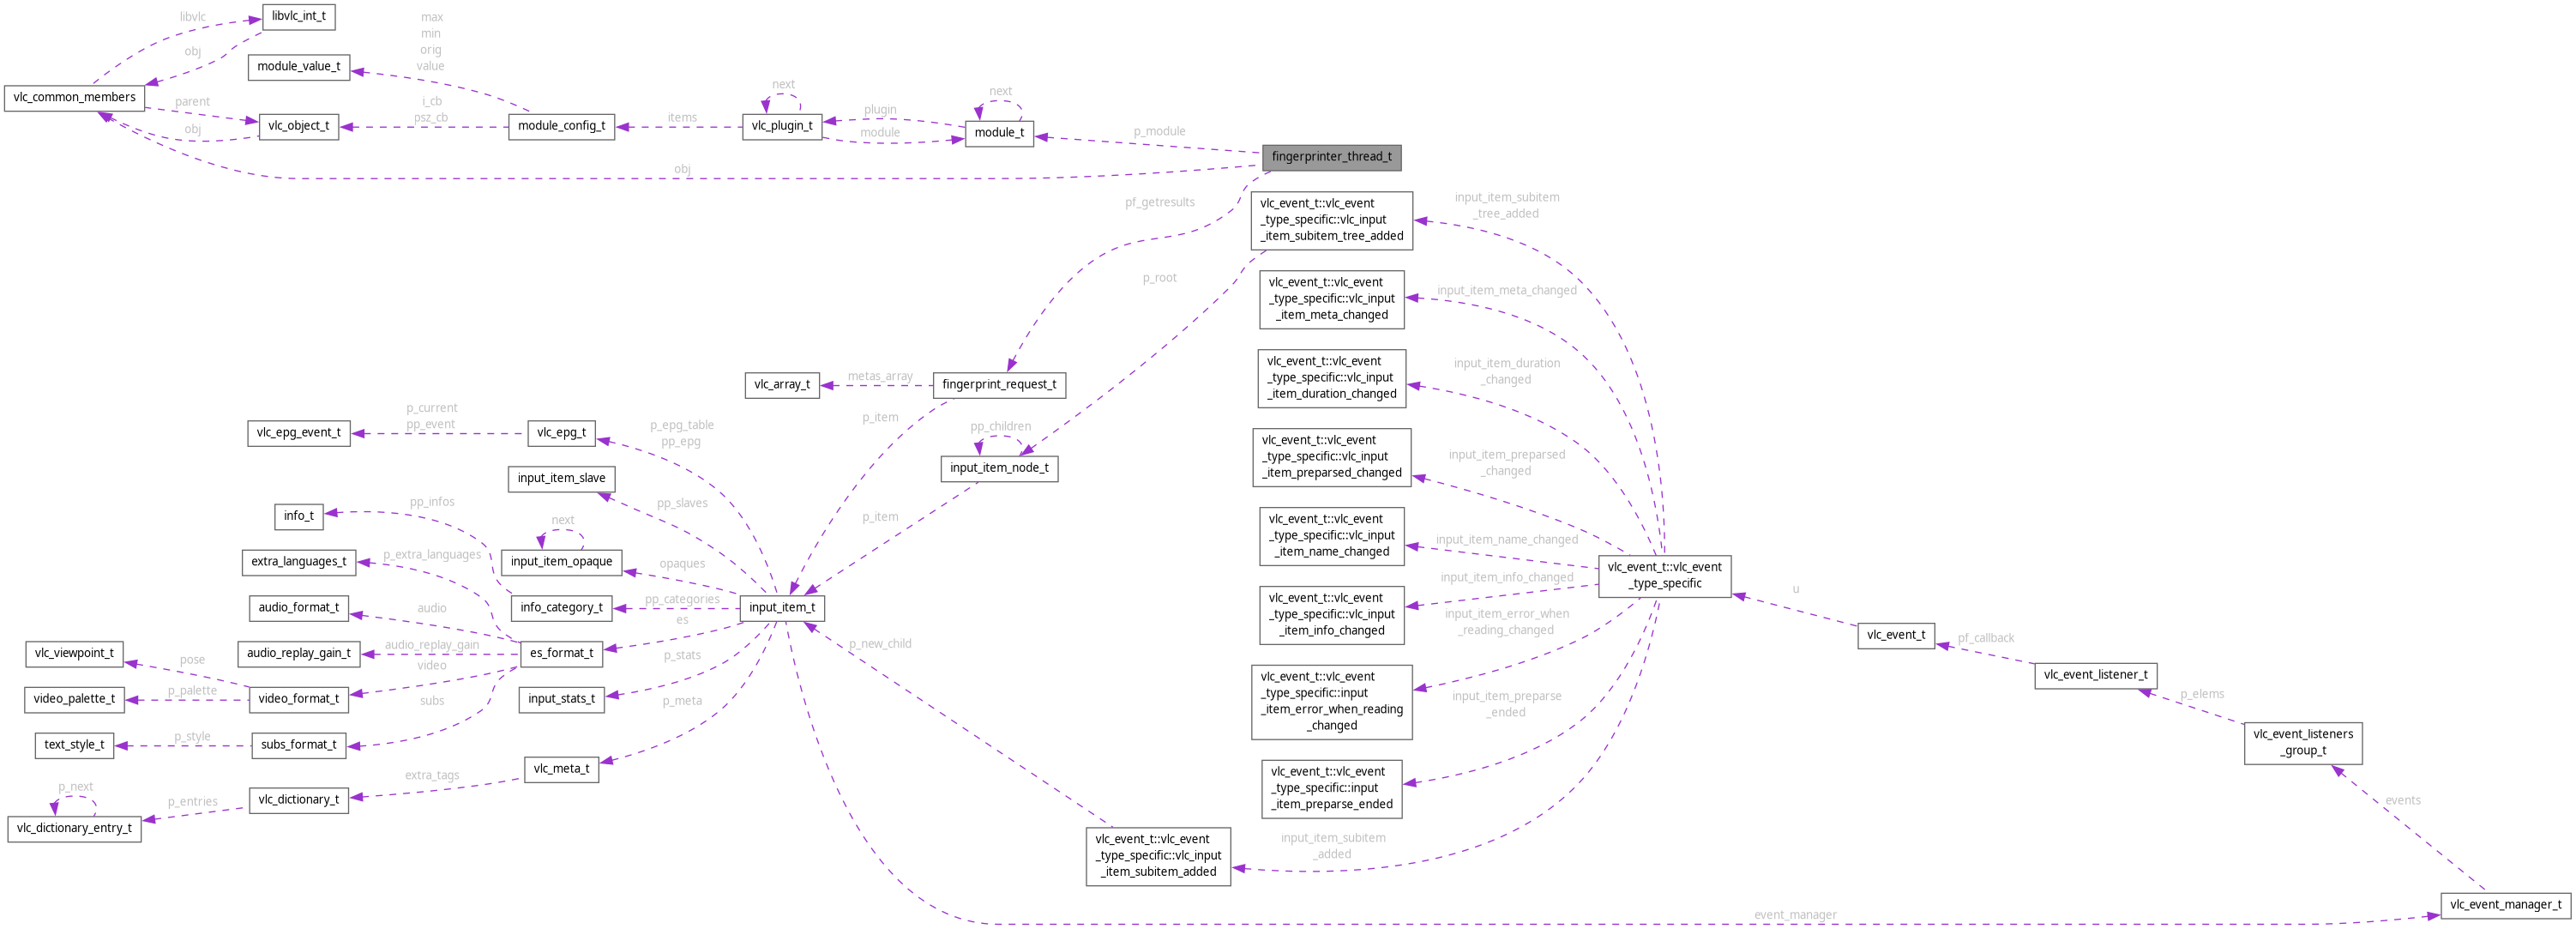 libvlc
libvlc_int_t
obj
max
min
orig
value
module_value_t
vlc_common_members
parent
obj
vlc_object_t
i_cb
psz_cb
module_config_t
items
next
vlc_plugin_t
plugin
module
next
module_t
p_module
fingerprinter_thread_t
obj
pf_getresults
vlc_event_t::vlc_event
_type_specific::vlc_input
_item_subitem_tree_added
input_item_subitem
_tree_added
p_root
vlc_event_t::vlc_event
_type_specific::vlc_input
_item_meta_changed
input_item_meta_changed
vlc_event_t::vlc_event
_type_specific::vlc_input
_item_duration_changed
input_item_duration
_changed
vlc_array_t
metas_array
fingerprint_request_t
p_item
vlc_epg_event_t
p_current
pp_event
vlc_epg_t
p_epg_table
pp_epg
pp_children
input_item_node_t
vlc_event_t::vlc_event
_type_specific::vlc_input
_item_preparsed_changed
input_item_preparsed
_changed
input_item_slave
pp_slaves
p_item
info_t
pp_infos
next
input_item_opaque
opaques
vlc_event_t::vlc_event
_type_specific::vlc_input
_item_name_changed
input_item_name_changed
extra_languages_t
p_extra_languages
audio_format_t
audio
info_category_t
pp_categories
input_item_t
es
vlc_event_t::vlc_event
_type_specific::vlc_input
_item_info_changed
input_item_info_changed
vlc_event_t::vlc_event
_type_specific
u
vlc_event_t
pf_callback
vlc_event_listener_t
p_elems
vlc_event_listeners
_group_t
events
vlc_event_manager_t
input_item_error_when
_reading_changed
vlc_event_t::vlc_event
_type_specific::input
_item_error_when_reading
_changed
audio_replay_gain_t
audio_replay_gain
es_format_t
p_stats
p_new_child
vlc_viewpoint_t
pose
video
video_palette_t
p_palette
video_format_t
subs
input_stats_t
p_meta
text_style_t
p_style
subs_format_t
input_item_preparse
_ended
vlc_event_t::vlc_event
_type_specific::input
_item_preparse_ended
vlc_meta_t
extra_tags
vlc_dictionary_t
p_entries
p_next
vlc_dictionary_entry_t
vlc_event_t::vlc_event
_type_specific::vlc_input
_item_subitem_added
input_item_subitem
_added
event_manager